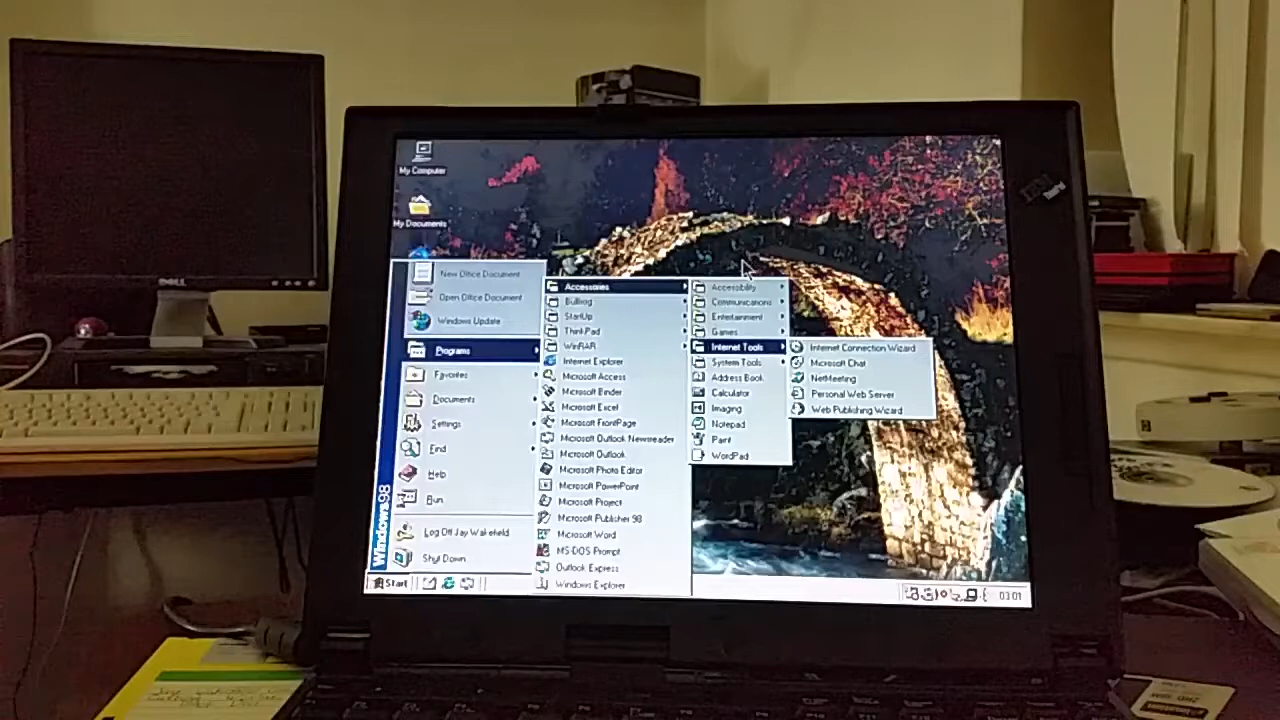 My Computer
My Documents
New Office Document
Open Office Document
Windows Update
Programs
Favorites
Documents
Settings
Find
Help
Run
Log Off Jay Wakefield
Shut Down
Windows98
Start
Accessories
StartUp
ThinkPad
WinRAR
Internet Explorer
Microsoft Access
Microsoft Binder
Microsoft Excel
Microsoft FrontPage
Microsoft Outlook Newsreader
Microsoft Outlook
Microsoft Photo Editor
Microsoft PowerPoint
Microsoft Project
Microsoft Publisher 98
Microsoft Word
MS-DOS Prompt
Outlook Express
Windows Explorer
Accessibility
Communications
Entertainment
Games
Internet Tools
System Tools
Address Book
Calculator
Imaging
Notepad
Paint
WordPad
Internet Connection Wizard
Microsoft Chat
NetMeeting
Personal Web Server
Web Publishing Wizard
03:01
DELL
IBM